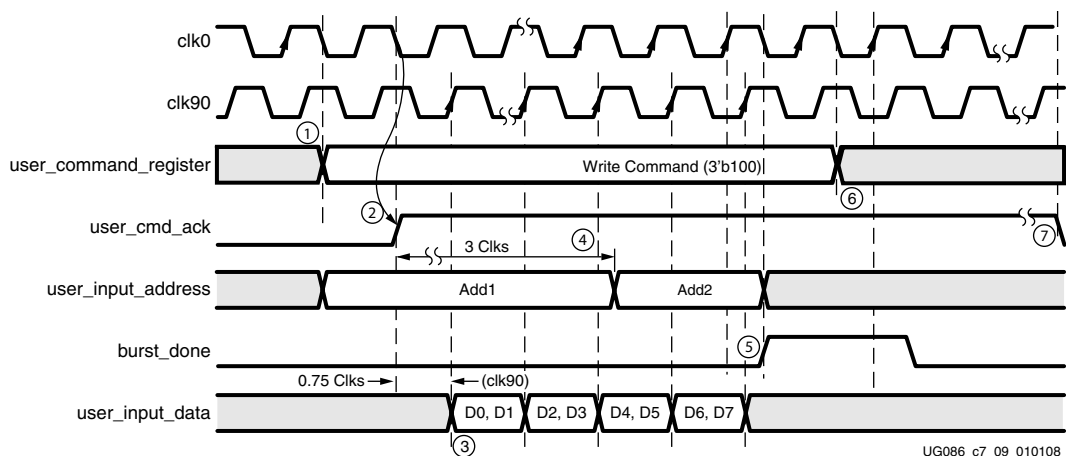 clk0
clk90
1
user_command_register
Write Command (3'b100)
6
2
user_cmd_ack
7
3 Clks
4
user_input_address
Add1
Add2
burst_done
5
0.75 Clks
(clk90)
user_input_data
D0, D1
D2, D3
D4, D5
D6, D7
3
UG086_c7_09_010108